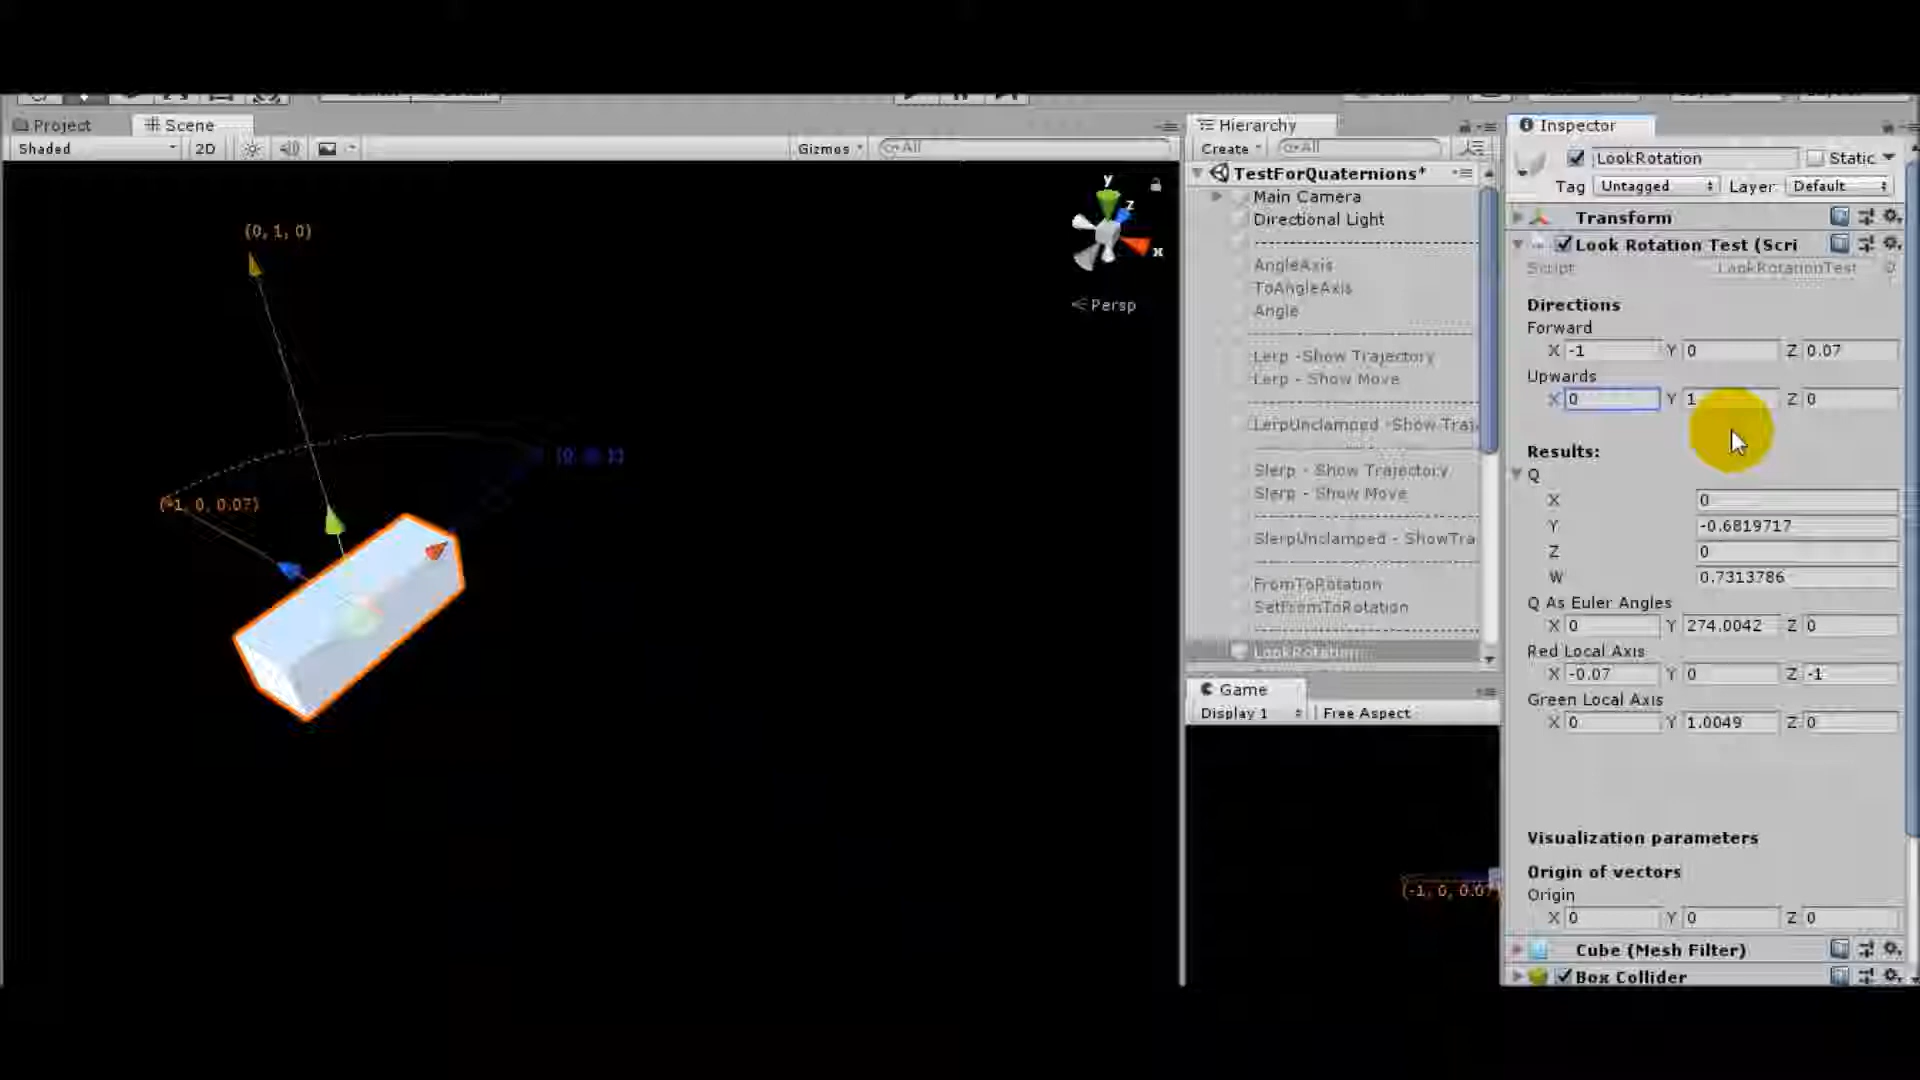 Project
Scene
Shaded
2D
Gizmos
All
(0, 1, 0)
(-1, 0, 0.07)
y
z
x
Persp
Hierarchy
Create
All
TestForQuaternions*
Main Camera
Directional Light
AngleAxis
ToAngleAxis
Angle
Lerp -Show Trajectory
Lerp - Show Move
LerpUnclamped -Show Traj
Slerp - Show Trajectory
Slerp - Show Move
SlerpUnclamped - ShowTra
FromToRotation
SetFromToRotation
LookRotation
Game
Display 1
Free Aspect
(-1, 0, 0.07)
Inspector
LookRotation
Static
Tag Untagged Layer Default
Transform
Look Rotation Test (Scri
Script LookRotationTest
Directions
Forward
X -1 Y 0 Z 0.07
Upwards
X 0 Y 1 Z 0
Results:
Q
X 0
Y -0.6819717
Z 0
W 0.7313786
Q As Euler Angles
X 0 Y 274.0042 Z 0
Red Local Axis
X -0.07 Y 0 Z -1
Green Local Axis
X 0 Y 1.0049 Z 0
Visualization parameters
Origin of vectors
Origin
X 0 Y 0 Z 0
Cube (Mesh Filter)
Box Collider